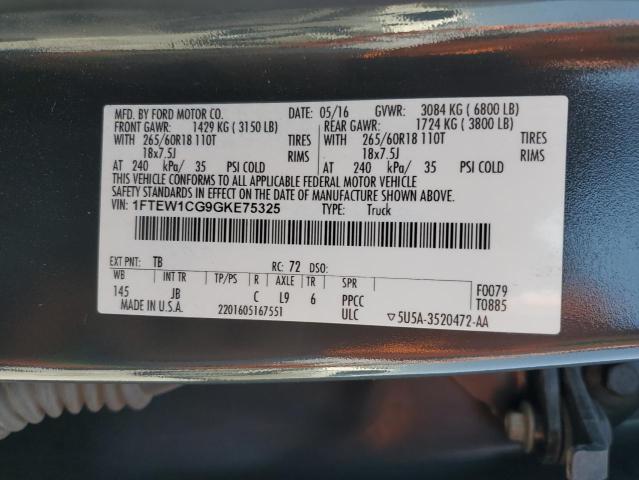 MFD. BY FORD MOTOR CO. 05/16 GVWR: 3084 KG ( 6800 LB)
FRONT GAWR: 1429 KG ( 3150 LB) REAR GAWR: 1724 KG ( 3800 LB)
WITH 265/60R18 110T TIRES WITH 265/60R18 110T TIRES
18x7.5J RIMS 18x7.5J RIMS
AT 240 kPa/ 35 PSI COLD AT 240 kPa/ 35 PSI COLD
THIS VEHICLE CONFORMS TO ALL APPLICABLE FEDERAL MOTOR VEHICLE
SAFETY STANDARDS IN EFFECT ON THE DATE OF MANUFACTURE SHOWN ABOVE.
VIN: 1FTEW1CG9GKE75325 TYPE: Truck
EXT PNT: TB RC: 72 DSO:
WB INT TR TP/PS R AXLE TR SPR F0079
145 JB C L9 6 PPCC T0885
MADE IN U.S.A. 2201605167551 ULC ▽5U5A-3520472-AA